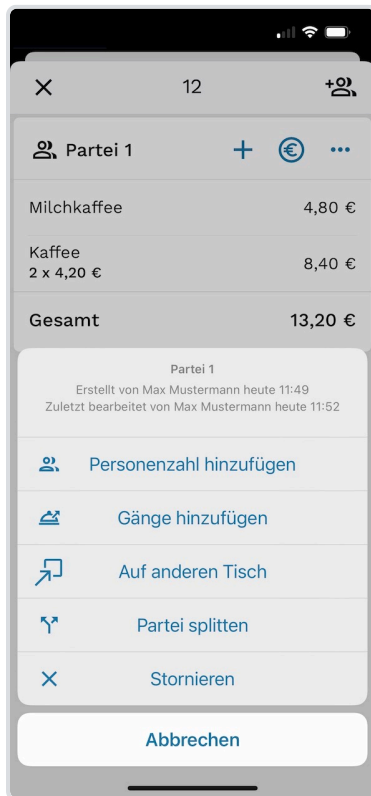 12
Partei 1
Milchkaffee 4,80 €
Kaffee
2 x 4,20 € 8,40 €
Gesamt 13,20 €
Partei 1
Erstellt von Max Mustermann heute 11:49
Zuletzt bearbeitet von Max Mustermann heute 11:52
Personenzahl hinzufügen
Gänge hinzufügen
Auf anderen Tisch
Partei splitten
Stornieren
Abbrechen